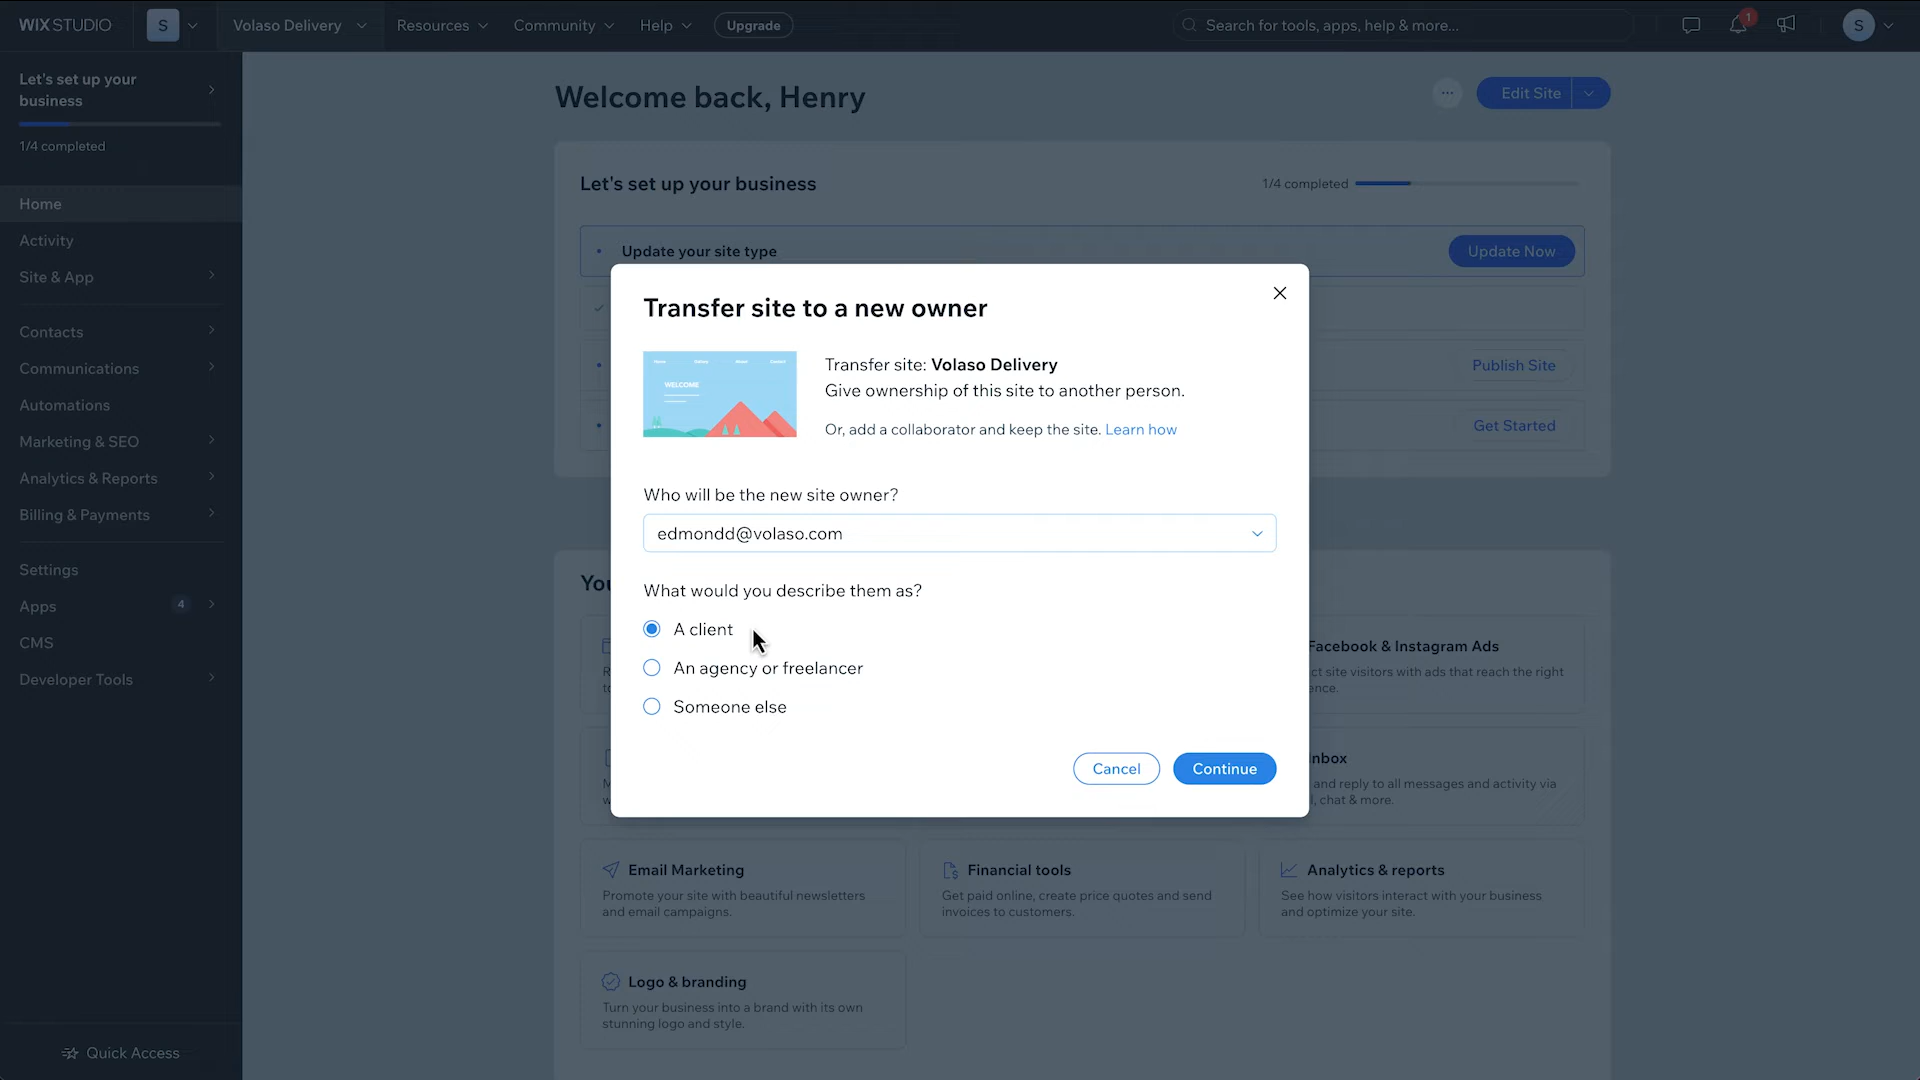 WIX STUDIO
S
Volaso Delivery
Resources
Community
Help
Upgrade
Search for tools, apps, help & more...
1
S
Let's set up your
business
1/4 completed
Home
Activity
Site & App
Contacts
Communications
Automations
Marketing & SEO
Analytics & Reports
Billing & Payments
Settings
Apps
4
CMS
Developer Tools
Quick Access
Welcome back, Henry
Edit Site
Let's set up your business
1/4 completed
Update your site type
Update Now
Publish Site
Get Started
Transfer site to a new owner
WELCOME
Transfer site: Volaso Delivery
Give ownership of this site to another person.
Or, add a collaborator and keep the site. Learn how
Who will be the new site owner?
edmondd@volaso.com
What would you describe them as?
A client
An agency or freelancer
Someone else
Cancel
Continue
Facebook & Instagram Ads
ct site visitors with ads that reach the right
ence.
nbox
and reply to all messages and activity via
l, chat & more.
Email Marketing
Promote your site with beautiful newsletters
and email campaigns.
Financial tools
Get paid online, create price quotes and send
invoices to customers.
Analytics & reports
See how visitors interact with your business
and optimize your site.
Logo & branding
Turn your business into a brand with its own
stunning logo and style.